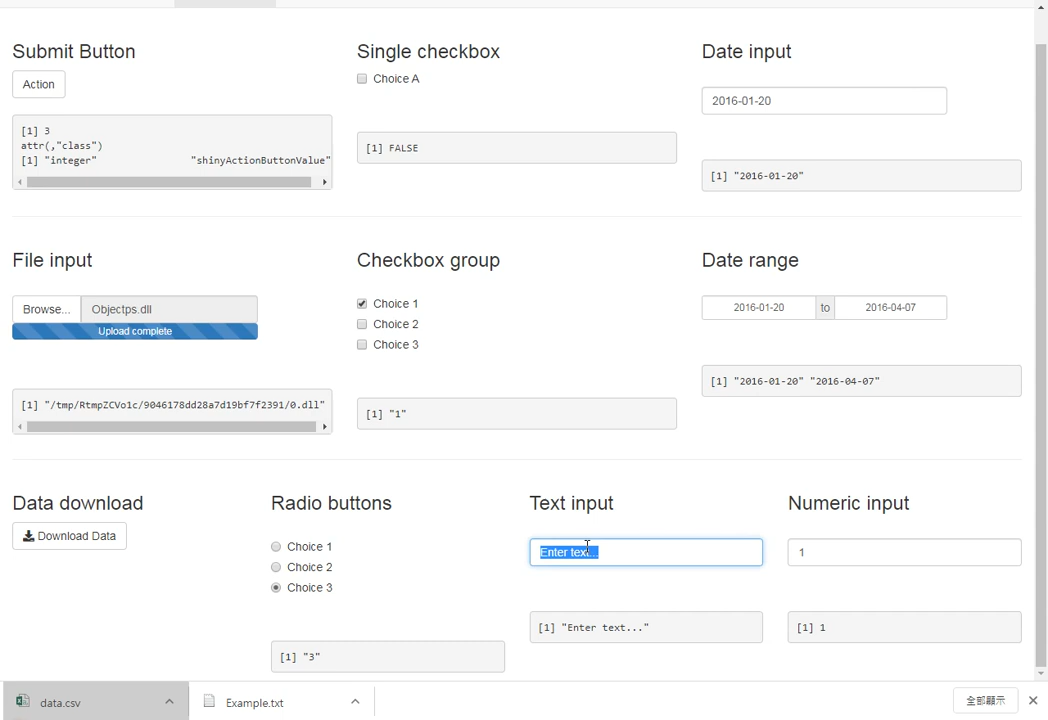 Submit Button
Action
[1] 3
attr(,"class")
[1] "integer"             "shinyActionButtonValue"
Single checkbox
Choice A
[1] FALSE
Date input
2016-01-20
[1] "2016-01-20"
File input
Browse... Objectps.dll
Upload complete
[1] "/tmp/RtmpZCVo1c/9046178dd28a7d19bf7f2391/0.dll"
Checkbox group
Choice 1
Choice 2
Choice 3
[1] "1"
Date range
2016-01-20 to 2016-04-07
[1] "2016-01-20" "2016-04-07"
Data download
Download Data
Radio buttons
Choice 1
Choice 2
Choice 3
[1] "3"
Text input
Enter text...
[1] "Enter text..."
Numeric input
1
[1] 1
data.csv
Example.txt
全部顯示